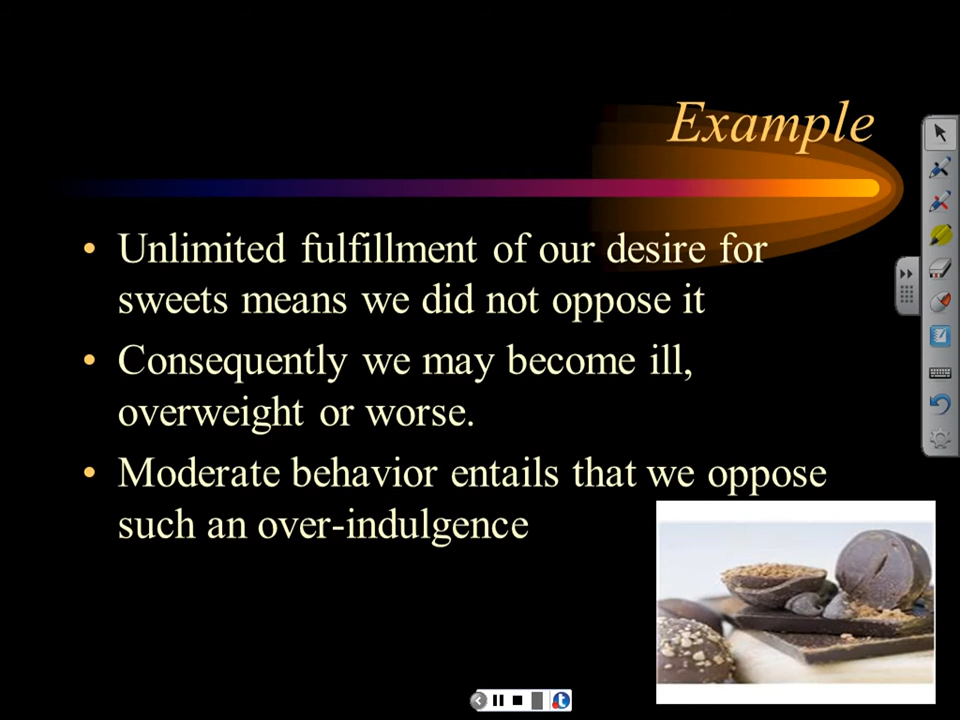 Example
• Unlimited fulfillment of our desire for
sweets means we did not oppose it
• Consequently we may become ill,
overweight or worse.
• Moderate behavior entails that we oppose
such an over-indulgence